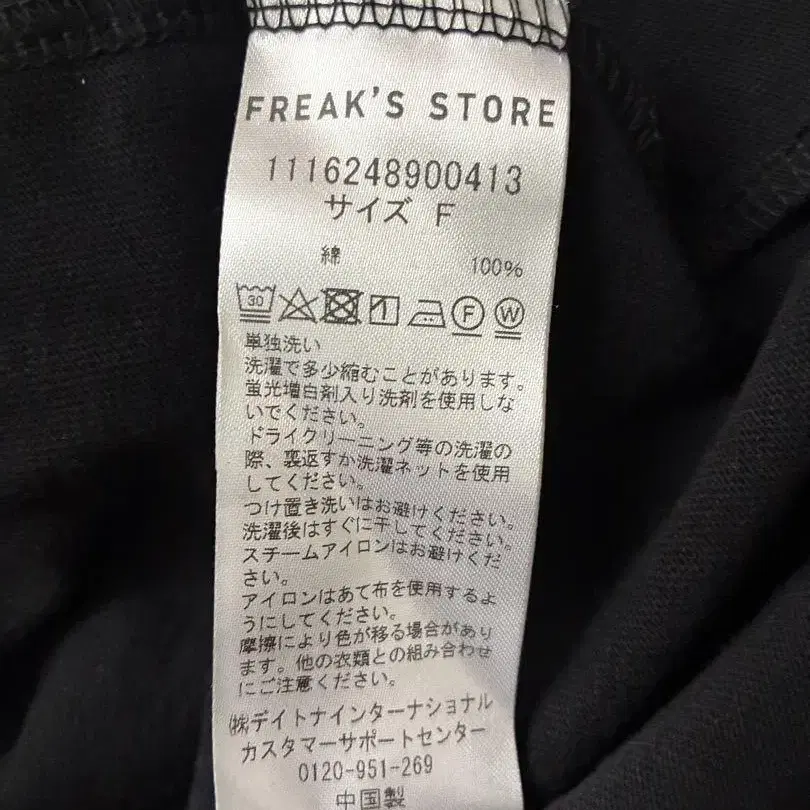 FREAK'S STORE
1116248900413
サイズ F
綿 100%
30 1 F W
単独洗い
洗濯で多少縮むことがあります。
蛍光増白剤入り洗剤を使用しな
いでください。
ドライクリーニング等の洗濯の
際、裏返すか洗濯ネットを使用
してください。
つけ置き洗いはお避けください。
洗濯後はすぐに干してください。
スチームアイロンはお避けくだ
さい。
アイロンはあて布を使用するよ
うにしてください。
摩擦により色が移る場合があり
ます。他の衣類との組み合わせ
にご注意ください。
㈱デイトナインターナショナル
カスタマーサポートセンター
0120-951-269
中国製